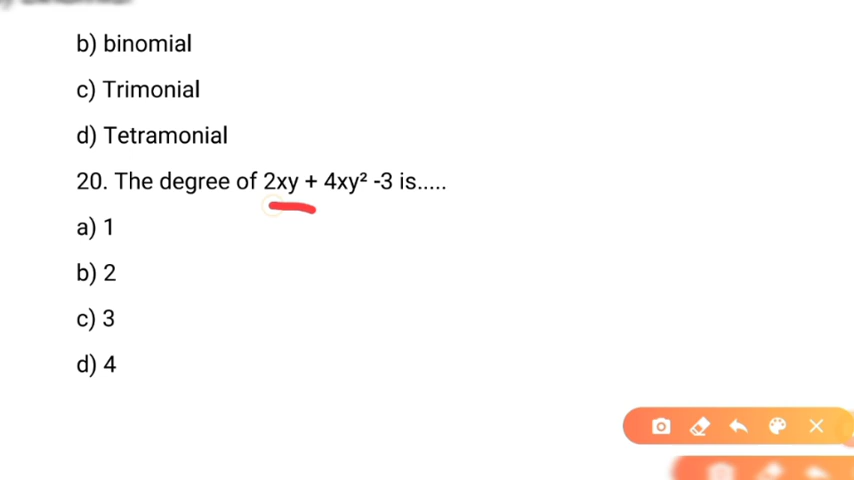 b) binomial
c) Trimonial
d) Tetramonial
20. The degree of 2xy + 4xy² -3 is.....
a) 1
b) 2
c) 3
d) 4